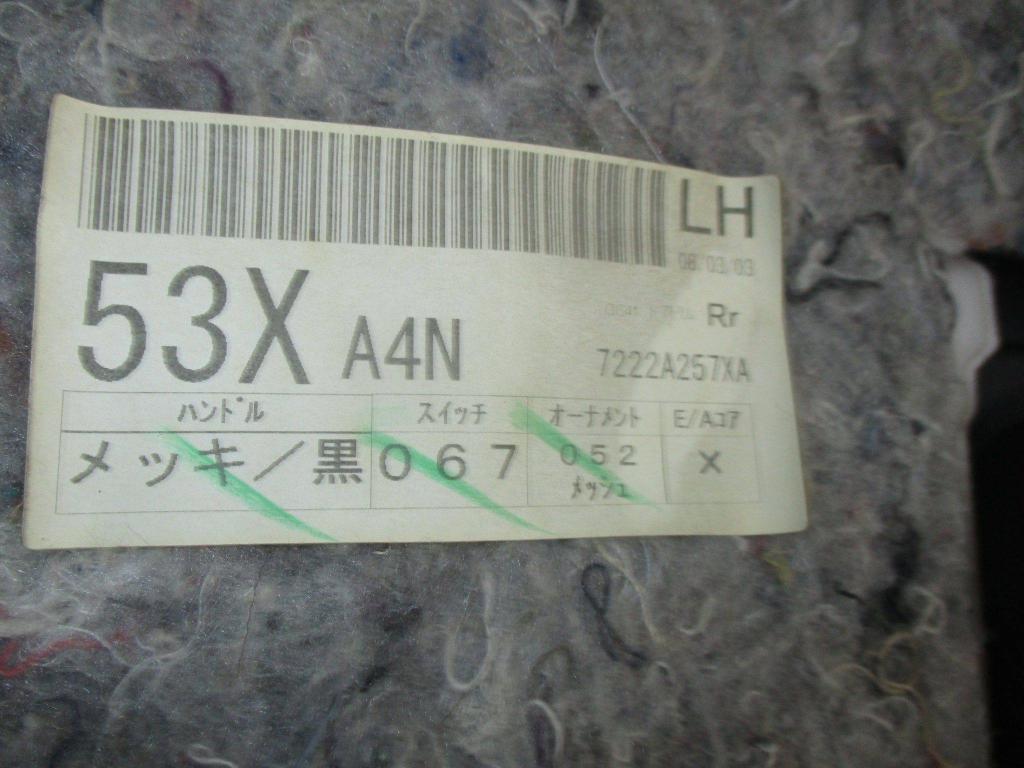 LH
08/03/03
Rr
53X A4N
7222A257XA
ハンドル スイッチ オーナメント E/Aコア
メッキ/黒 067 052 ×
メッシュ